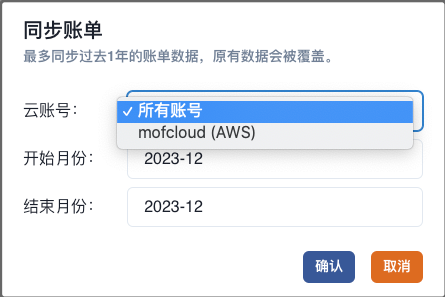 同步账单
最多同步过去1年的账单数据，原有数据会被覆盖。
云账号：
✓ 所有账号
mofcloud (AWS)
开始月份：
2023-12
结束月份：
2023-12
确认
取消